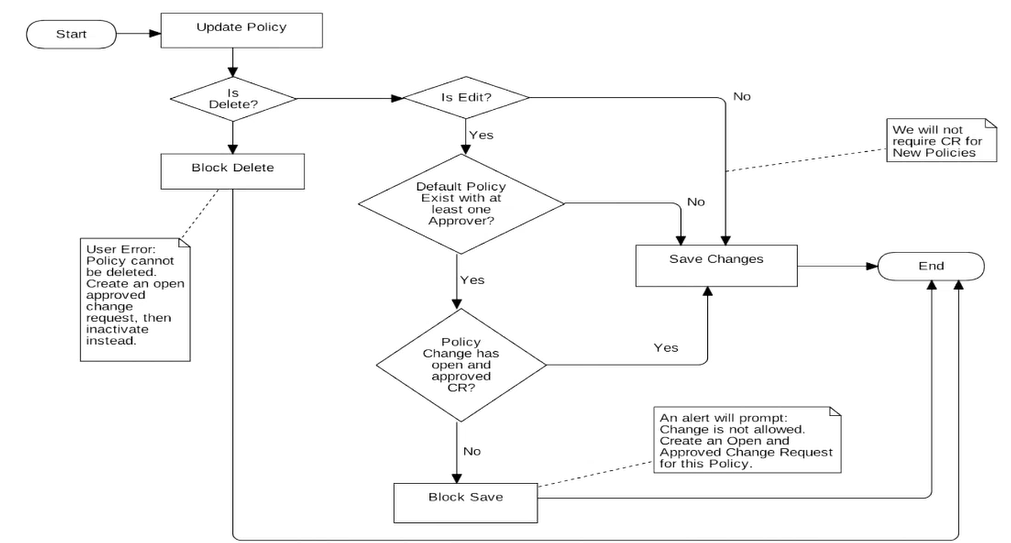 Start
Update Policy
Is
Delete?
Is Edit?
No
Yes
We will not
require CR for
New Policies
Block Delete
Default Policy
Exist with at
least one
Approver?
No
User Error:
Policy cannot
be deleted.
Create an open
approved
change
request, then
inactivate
instead.
Save Changes
End
Yes
Policy
Change has
open and
approved
CR?
Yes
An alert will prompt:
Change is not allowed.
Create an Open and
Approved Change Request
for this Policy.
No
Block Save